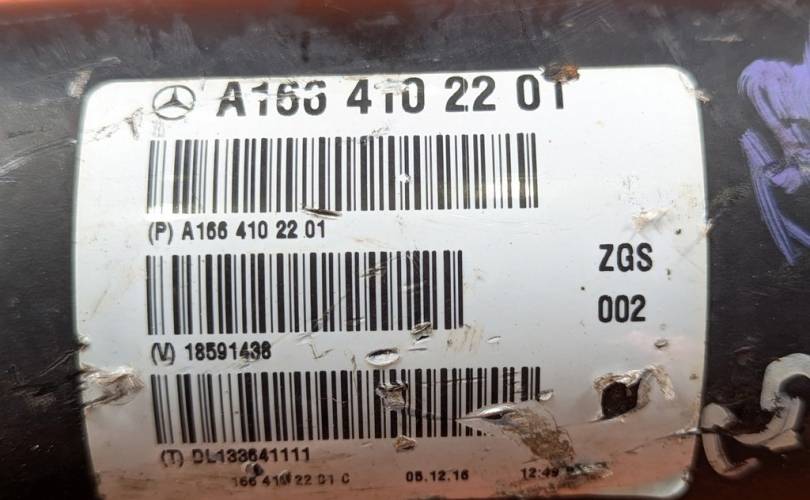 A166 410 22 01
(P) A166 410 22 01
ZGS
002
(V) 18591438
(T) DL133641111
166 410 22 01 C 06.12.16 12:49